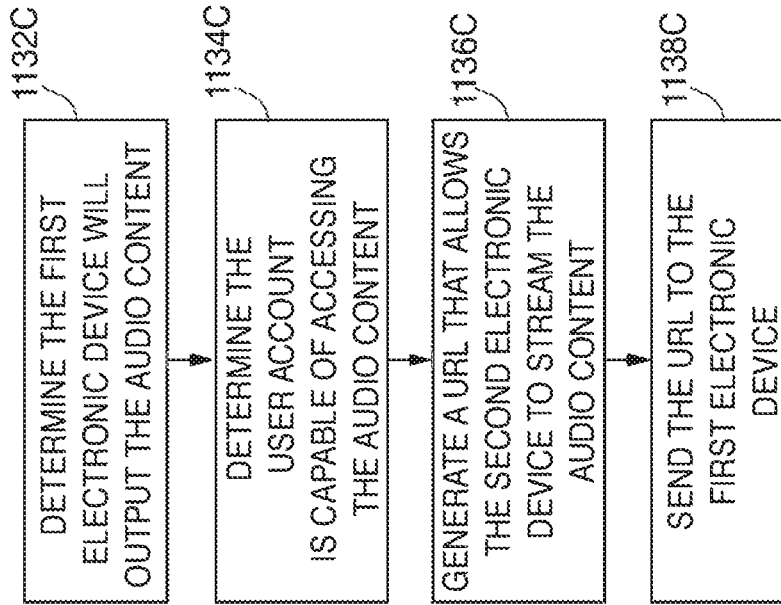 1132C
DETERMINE THE FIRST
ELECTRONIC DEVICE WILL
OUTPUT THE AUDIO CONTENT
1134C
DETERMINE THE
USER ACCOUNT
IS CAPABLE OF ACCESSING
THE AUDIO CONTENT
1136C
GENERATE A URL THAT ALLOWS
THE SECOND ELECTRONIC
DEVICE TO STREAM THE
AUDIO CONTENT
1138C
SEND THE URL TO THE
FIRST ELECTRONIC
DEVICE